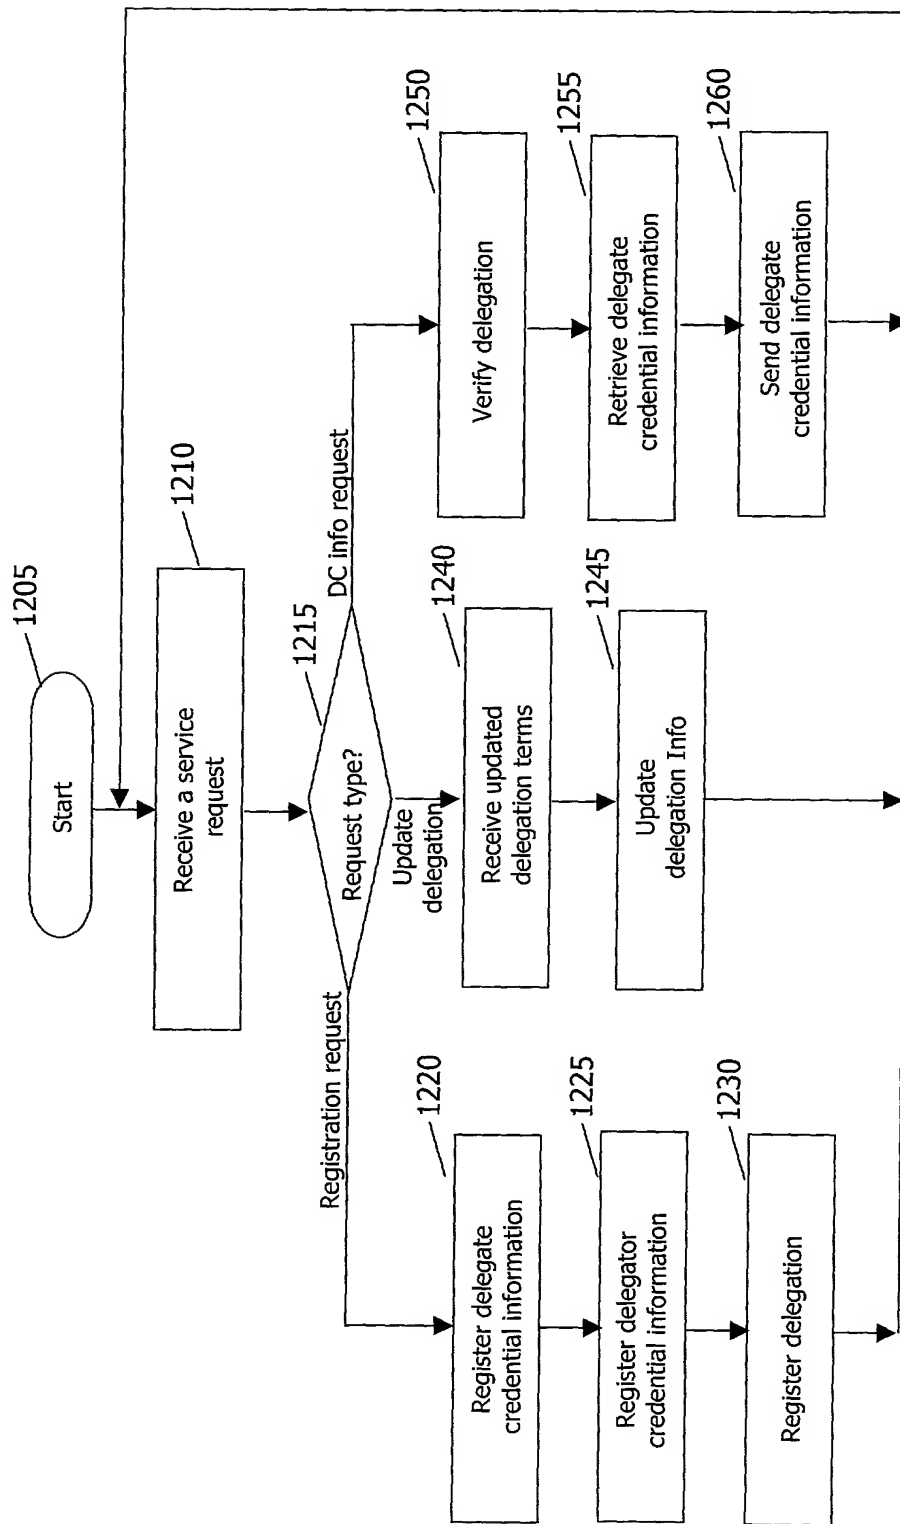 Start
1205
Receive a service
request
1210
Request type?
1215
Registration request
Update
delegation
DC info request
Register delegate
credential information
1220
Register delegator
credential information
1225
Register delegation
1230
Receive updated
delegation terms
1240
Update
delegation Info
1245
Verify delegation
1250
Retrieve delegate
credential information
1255
Send delegate
credential information
1260